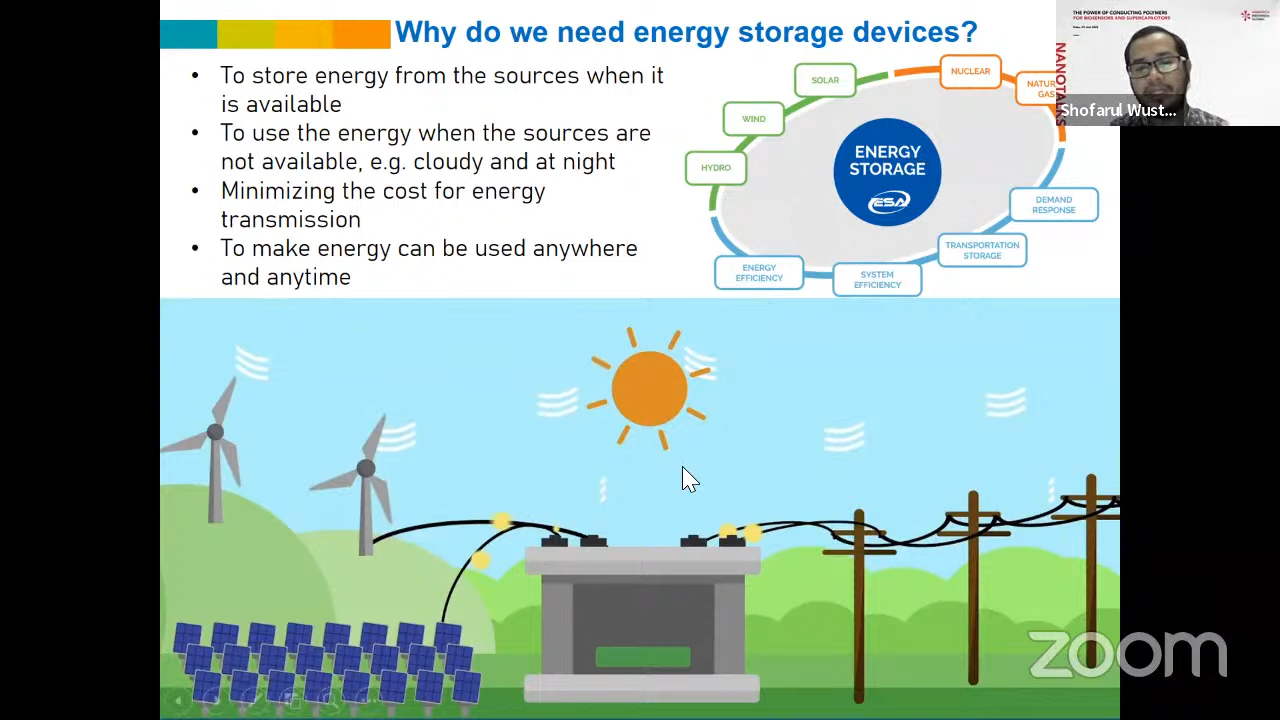 Why do we need energy storage devices?
• To store energy from the sources when it
is available
• To use the energy when the sources are
not available, e.g. cloudy and at night
• Minimizing the cost for energy
transmission
• To make energy can be used anywhere
and anytime
SOLAR
WIND
HYDRO
NUCLEAR
NATUR
GAS
ENERGY
STORAGE
ESA
DEMAND
RESPONSE
TRANSPORTATION
STORAGE
SYSTEM
EFFICIENCY
ENERGY
EFFICIENCY
THE POWER OF CONDUCTING POLYMERS
FOR BIOSENSORS AND SUPERCAPACITORS
NANOTALKS
Shofarul Wust...
zoom